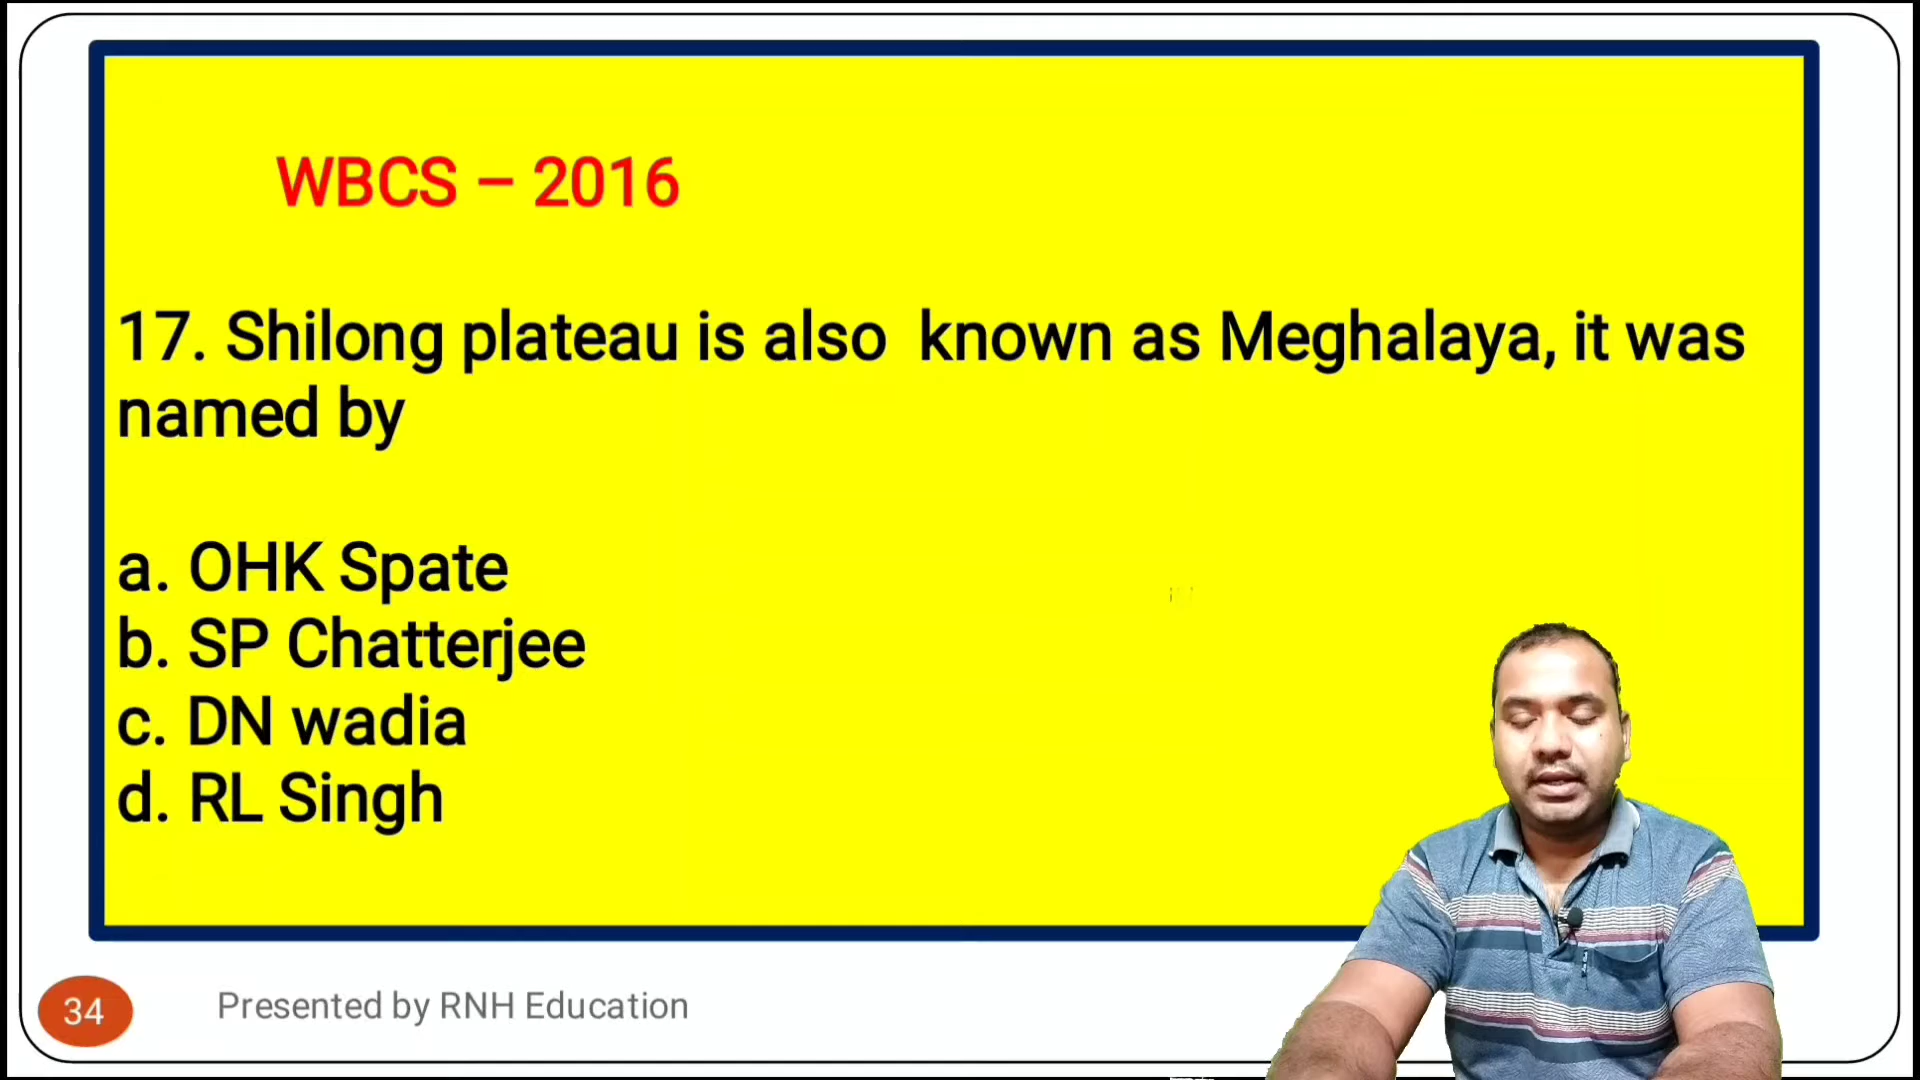 WBCS – 2016
17. Shilong plateau is also known as Meghalaya, it was
named by
a. OHK Spate
b. SP Chatterjee
c. DN wadia
d. RL Singh
34
Presented by RNH Education